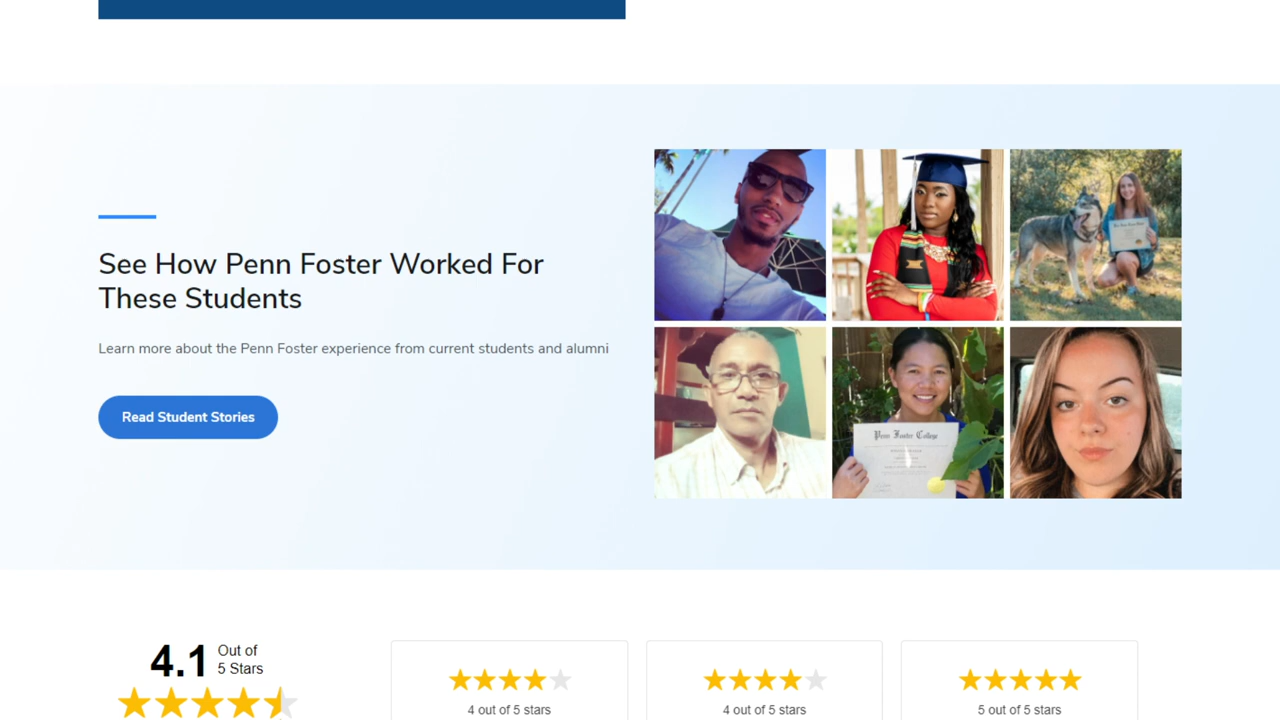 See How Penn Foster Worked For
These Students
Learn more about the Penn Foster experience from current students and alumni
Read Student Stories
Penn Foster College
4.1 Out of
5 Stars
4 out of 5 stars
4 out of 5 stars
5 out of 5 stars